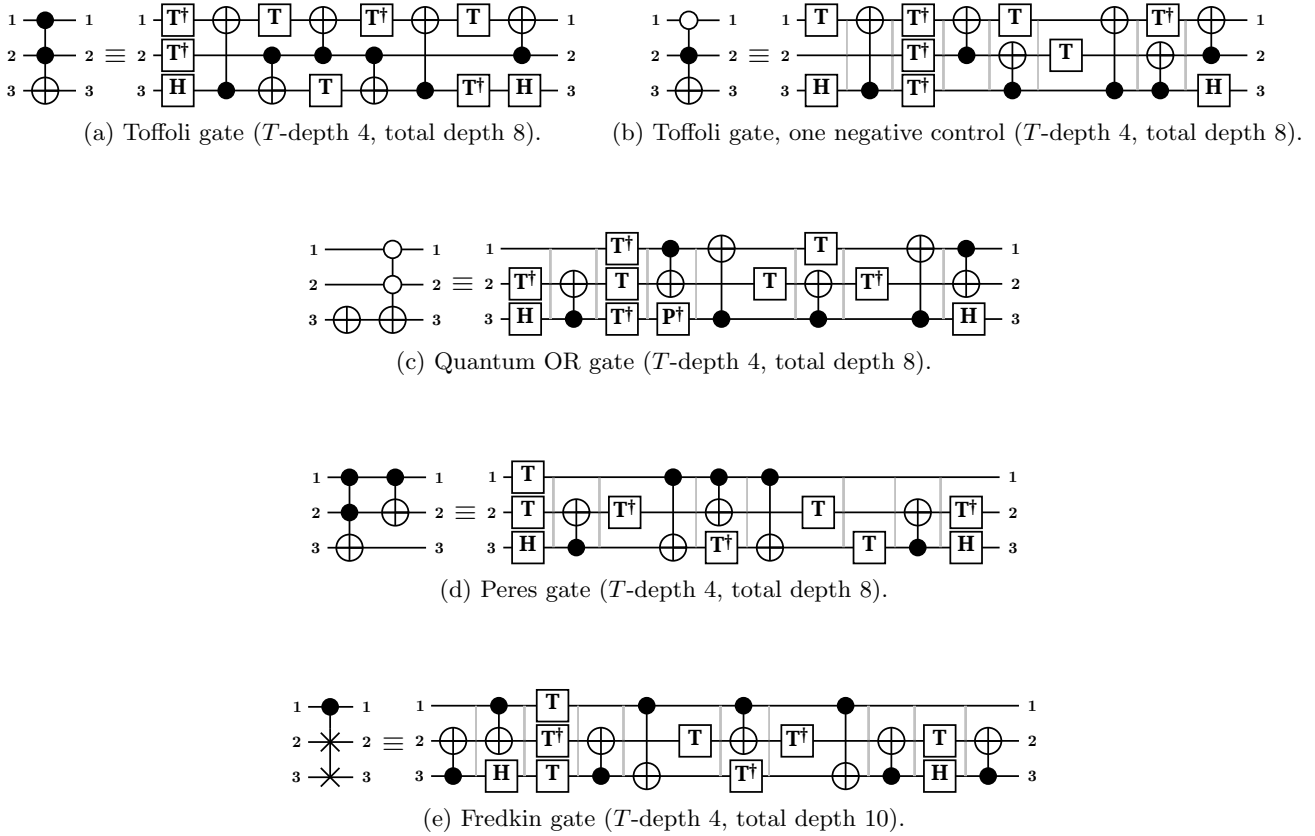 1 1 1 T† T T† T 1
2 2 ≡ 2 T† 2
3 3 3 H T T† H 3
(a) Toffoli gate (T-depth 4, total depth 8).
1 1 1 T T† T T† 1
2 2 ≡ 2 T† T 2
3 3 3 H T† H 3
(b) Toffoli gate, one negative control (T-depth 4, total depth 8).
1 1 1 T† T 1
2 2 ≡ 2 T† T T T† 2
3 3 3 H T† P† H 3
(c) Quantum OR gate (T-depth 4, total depth 8).
1 1 1 T 1
2 2 ≡ 2 T T† T T† 2
3 3 3 H T† T H 3
(d) Peres gate (T-depth 4, total depth 8).
1 1 1 T 1
2 2 ≡ 2 T† T T† T 2
3 3 3 H T T† H 3
(e) Fredkin gate (T-depth 4, total depth 10).